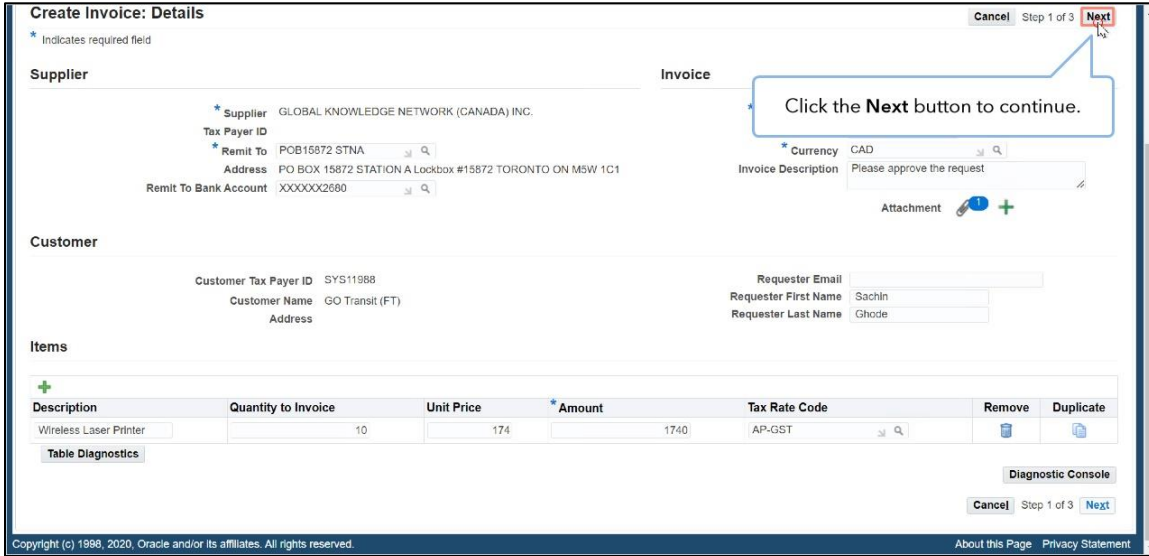 Create Invoice: Details
Cancel Step 1 of 3 Next
* Indicates required field
Supplier
Invoice
* Supplier GLOBAL KNOWLEDGE NETWORK (CANADA) INC.
Tax Payer ID
* Remit To POB15872 STNA
Address PO BOX 15872 STATION A Lockbox #15872 TORONTO ON M5W 1C1
Remit To Bank Account XXXXXX2680
*
Click the Next button to continue.
* Currency CAD
Invoice Description Please approve the request
Attachment 1
Customer
Customer Tax Payer ID SYS11988
Customer Name GO Transit (FT)
Address
Requester Email
Requester First Name Sachin
Requester Last Name Ghode
Items
Description Quantity to Invoice Unit Price * Amount Tax Rate Code Remove Duplicate
Wireless Laser Printer 10 174 1740 AP-GST
Table Diagnostics
Diagnostic Console
Cancel Step 1 of 3 Next
Copyright (c) 1998, 2020, Oracle and/or its affiliates. All rights reserved. About this Page Privacy Statement